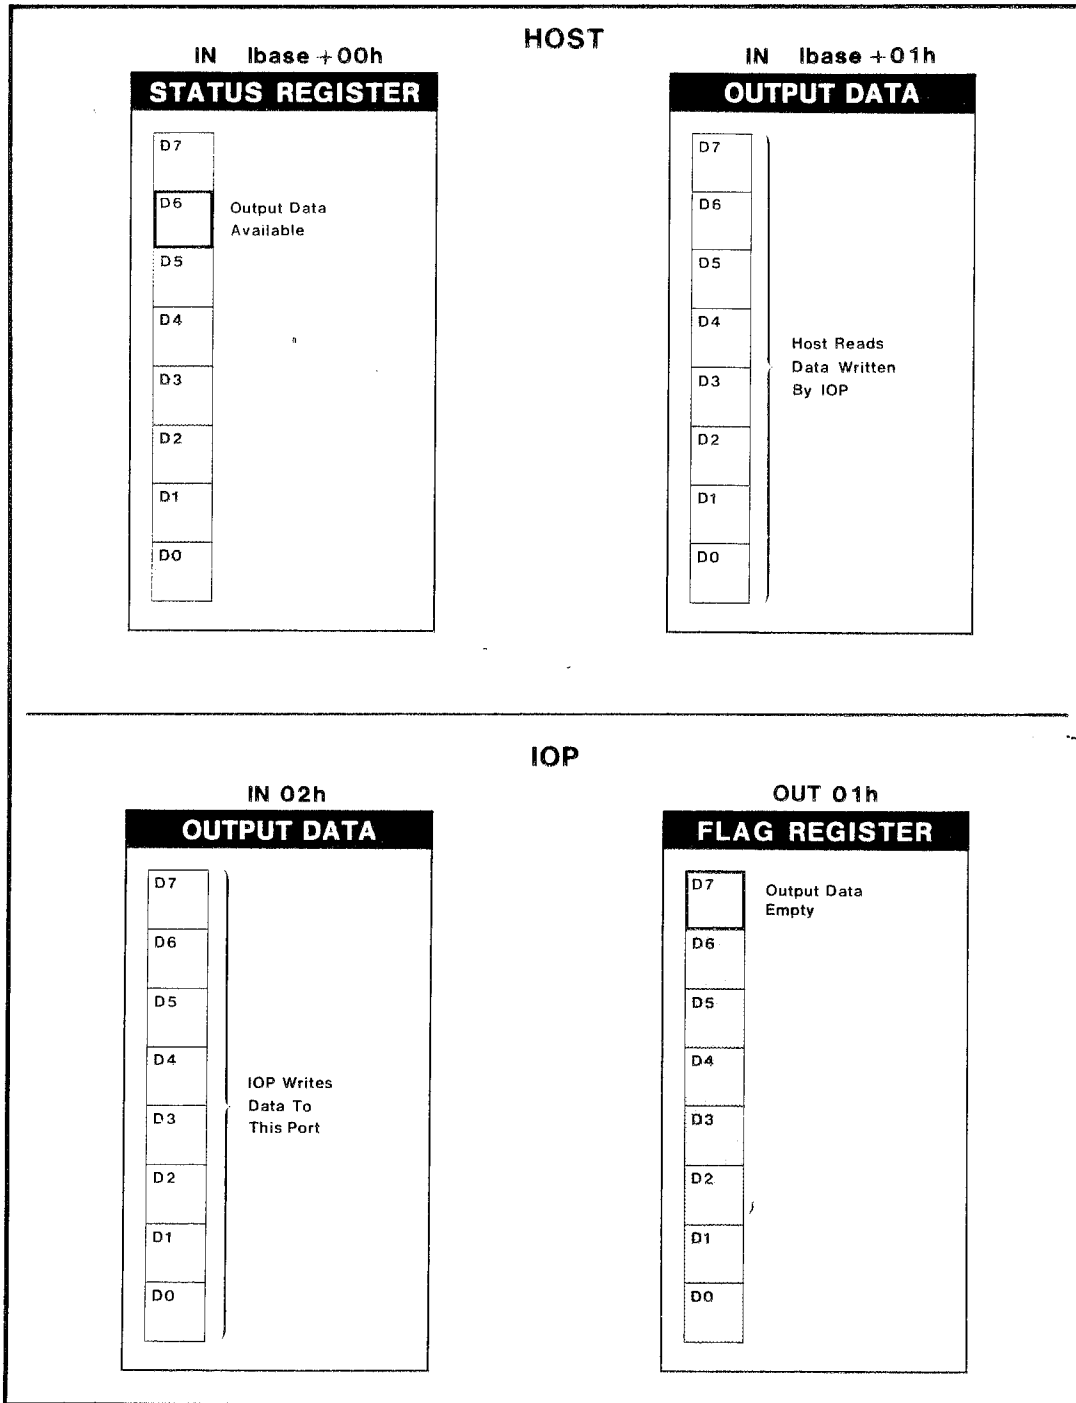 HOST
IN Ibase +00h
STATUS REGISTER
D7
D6
Output Data
Available
D5
D4
D3
D2
D1
D0
IN Ibase +01h
OUTPUT DATA
D7
D6
D5
D4
D3
D2
D1
D0
Host Reads
Data Written
By IOP
IOP
IN 02h
OUTPUT DATA
D7
D6
D5
D4
D3
D2
D1
D0
IOP Writes
Data To
This Port
OUT 01h
FLAG REGISTER
D7
Output Data
Empty
D6
D5
D4
D3
D2
D1
D0